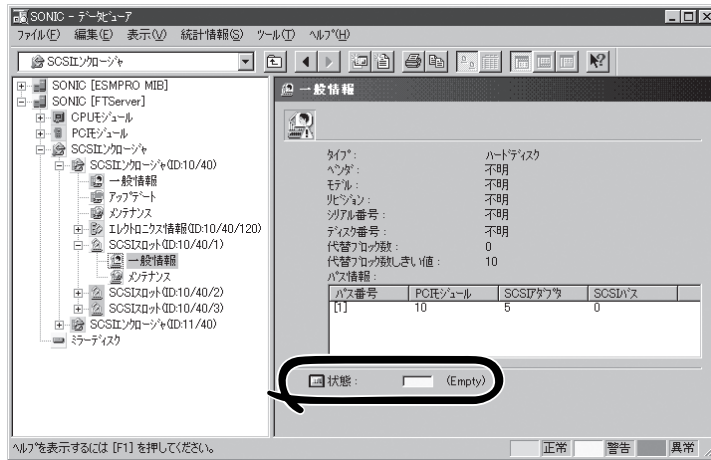 SONIC - データビューア
ファイル(F) 編集(E) 表示(V) 統計情報(S) ツール(T) ヘルプ(H)
SCSIエンクロージャ
SONIC [ESMPRO MIB]
SONIC [FTServer]
CPUモジュール
PCIモジュール
SCSIエンクロージャ
SCSIエンクロージャ(ID:10/40)
一般情報
アップデート
メンテナンス
エレクトロニクス情報(ID:10/40/120)
SCSIスロット(ID:10/40/1)
一般情報
メンテナンス
SCSIスロット(ID:10/40/2)
SCSIスロット(ID:10/40/3)
SCSIエンクロージャ(ID:11/40)
ミラーディスク
一般情報
タイプ: ハードディスク
ベンダ: 不明
モデル: 不明
リビジョン: 不明
シリアル番号: 不明
ディスク番号: 不明
代替ブロック数: 0
代替ブロック数しきい値: 10
パス情報:
パス番号 PCIモジュール SCSIアダプタ SCSIバス
[1] 10 5 0
状態: (Empty)
ヘルプを表示するには [F1] を押してください。 正常 警告 異常